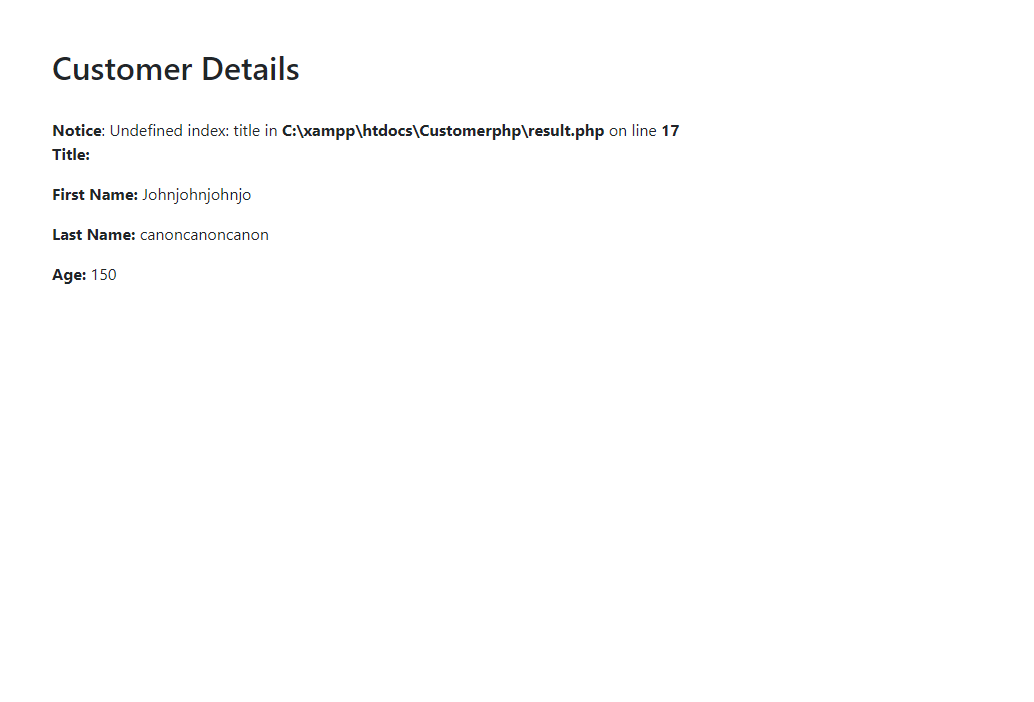 Customer Details
Notice: Undefined index: title in C:\xampp\htdocs\Customerphp\result.php on line 17
Title:
First Name: Johnjohnjohnjo
Last Name: canoncanoncanon
Age: 150